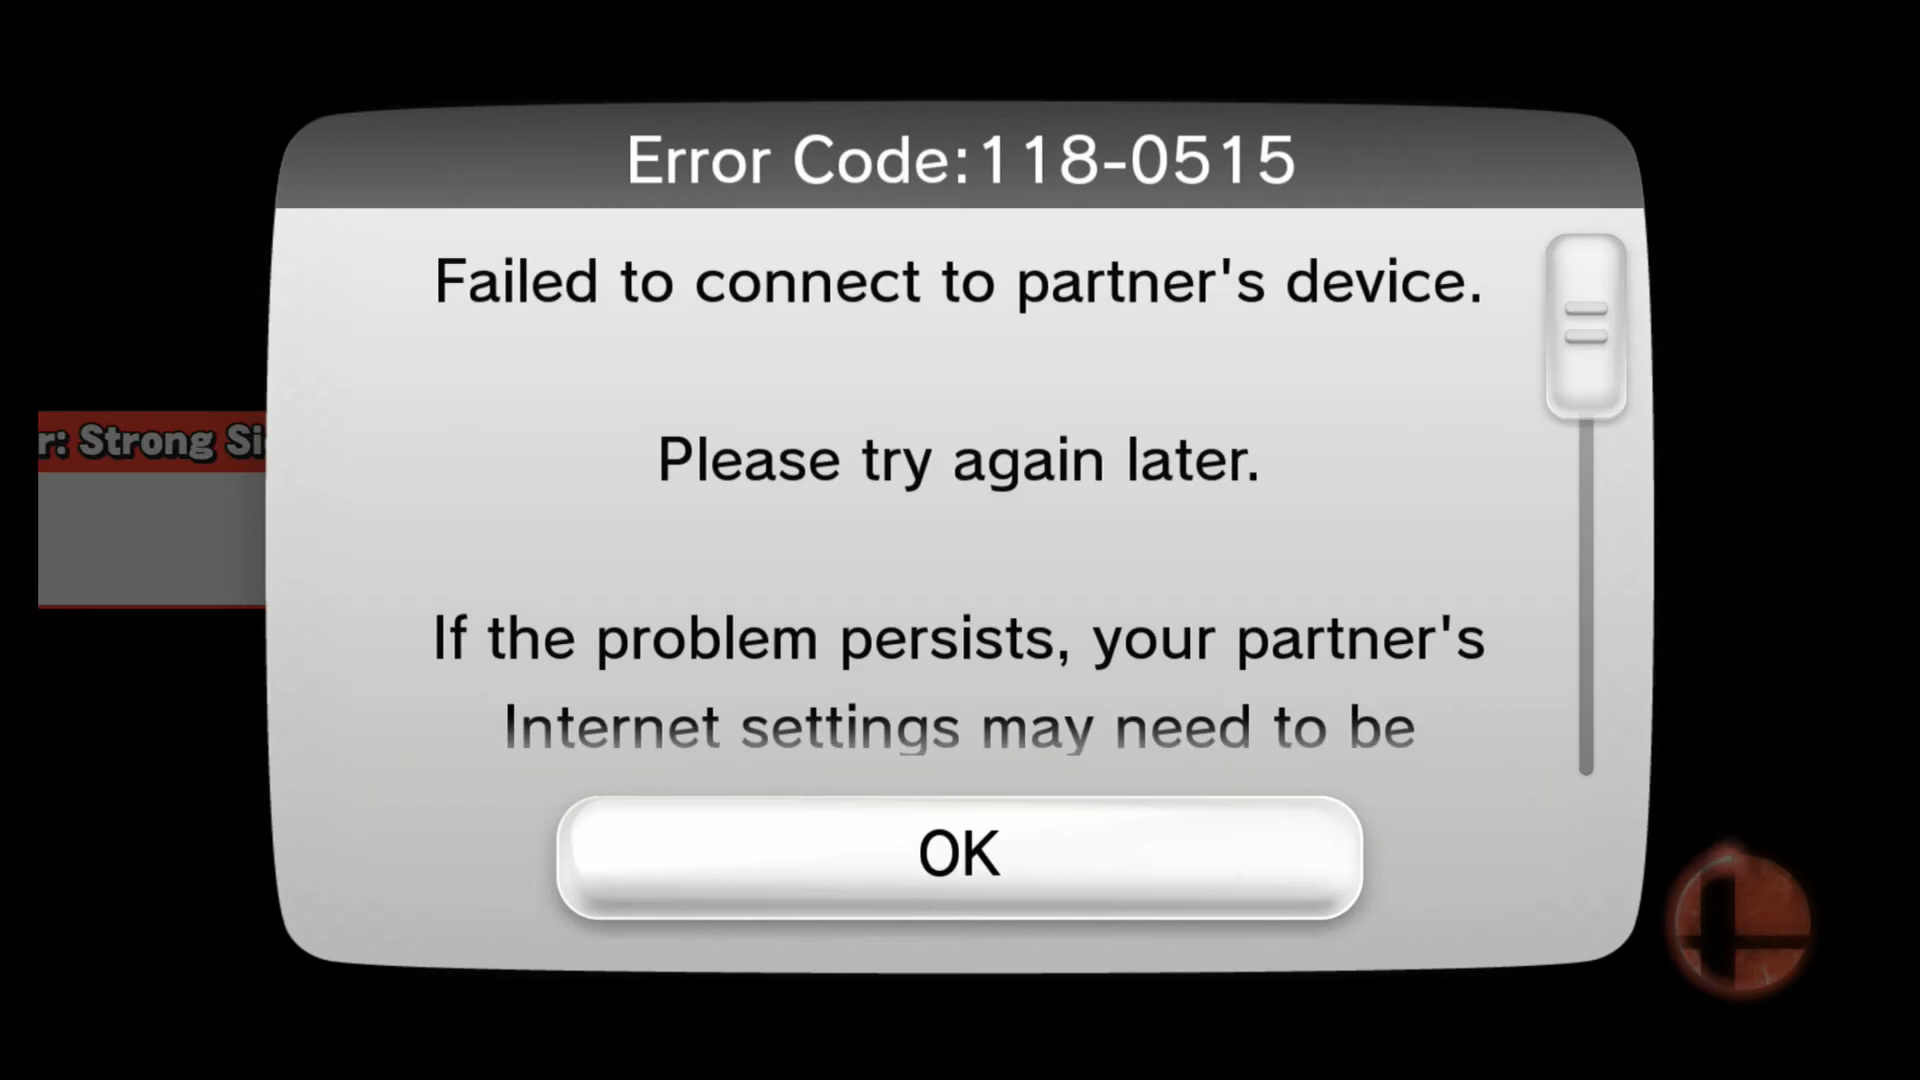 Error Code:118-0515
Failed to connect to partner's device.
Please try again later.
r: Strong Si
If the problem persists, your partner's
Internet settings may need to be
OK